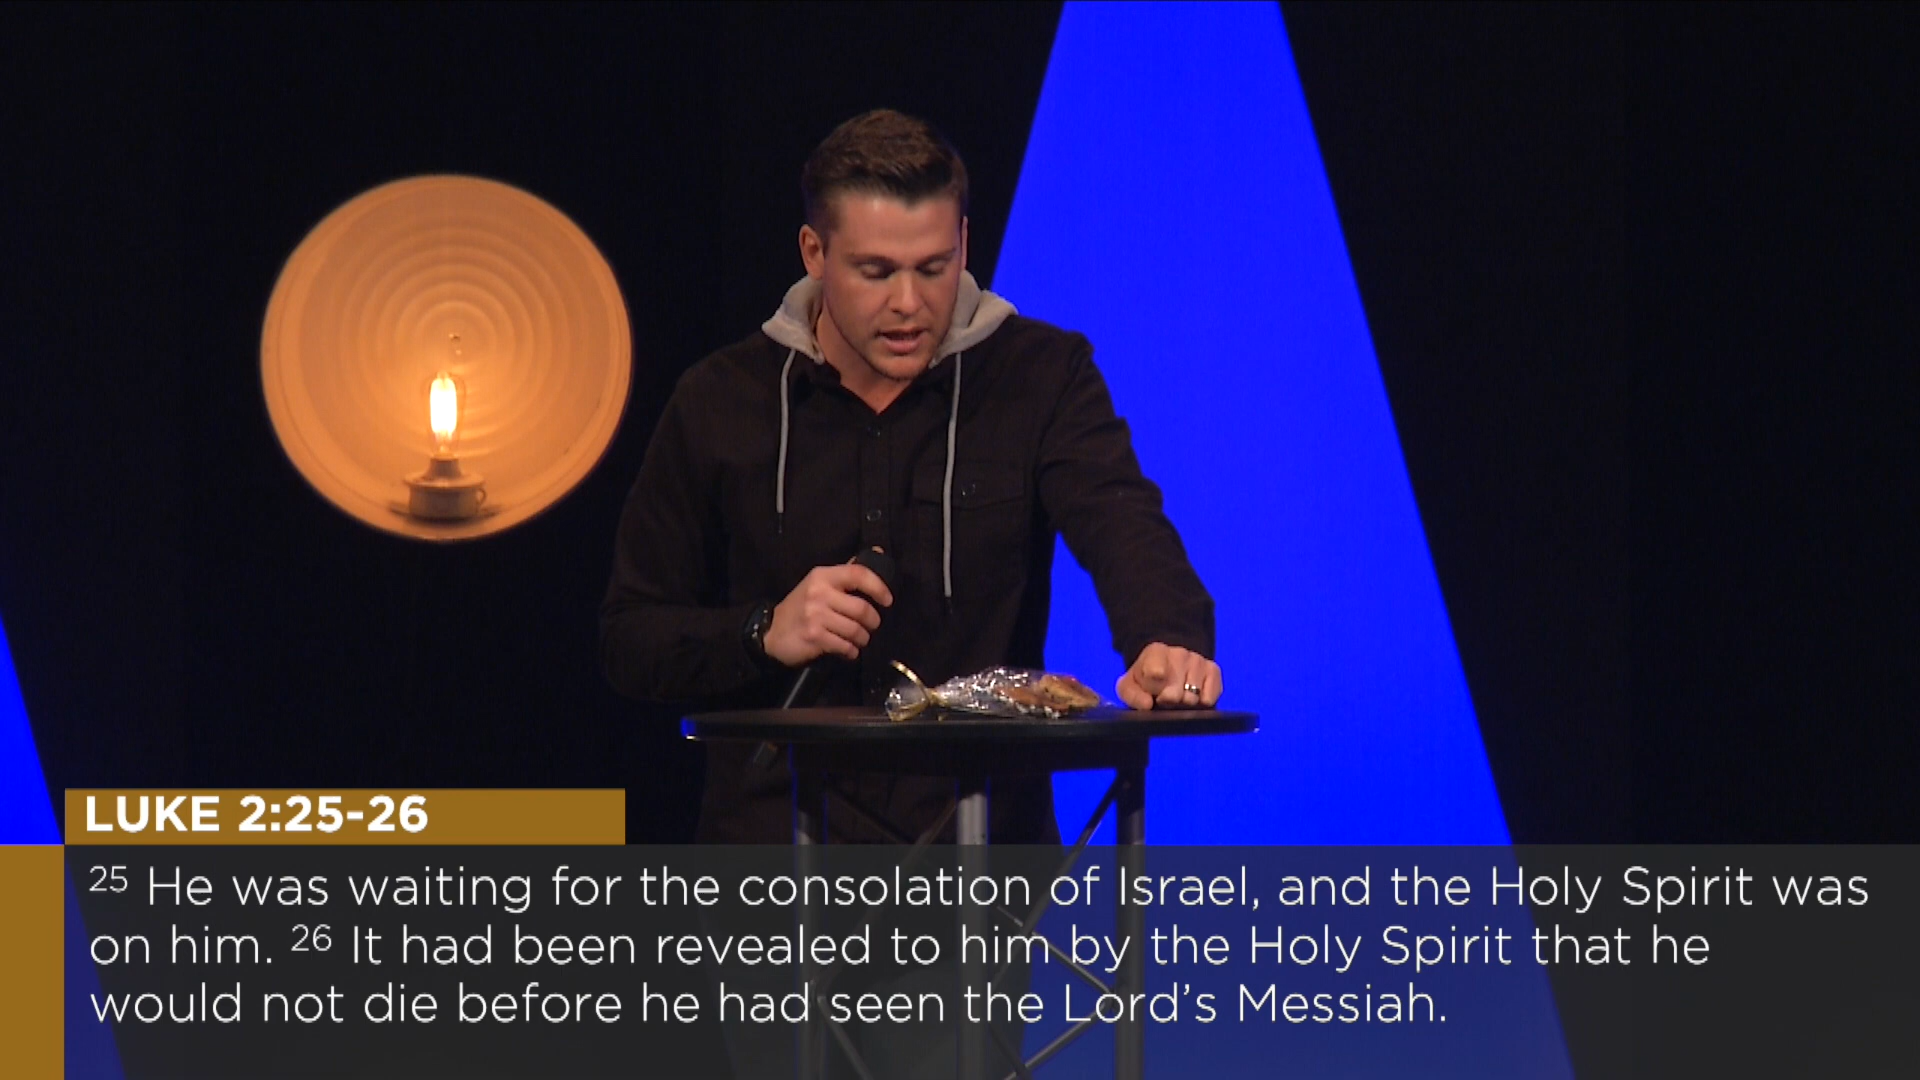 LUKE 2:25-26
25 He was waiting for the consolation of Israel, and the Holy Spirit was
on him. 26 It had been revealed to him by the Holy Spirit that he
would not die before he had seen the Lord’s Messiah.